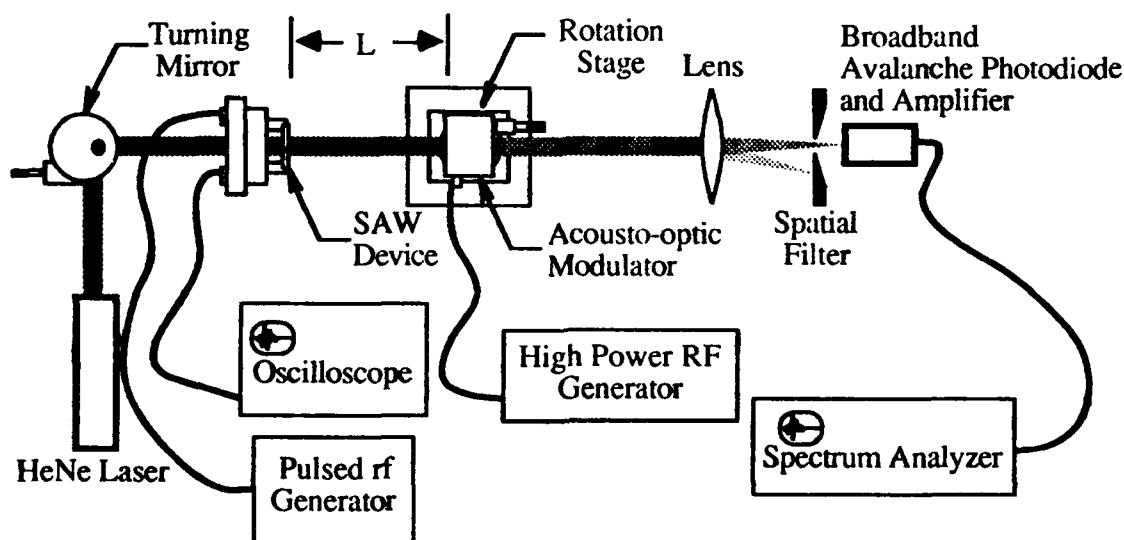 Turning
Mirror
L
Rotation
Stage
Lens
Broadband
Avalanche Photodiode
and Amplifier
SAW
Device
Acousto-optic
Modulator
Spatial
Filter
Oscilloscope
High Power RF
Generator
Spectrum Analyzer
HeNe Laser
Pulsed rf
Generator